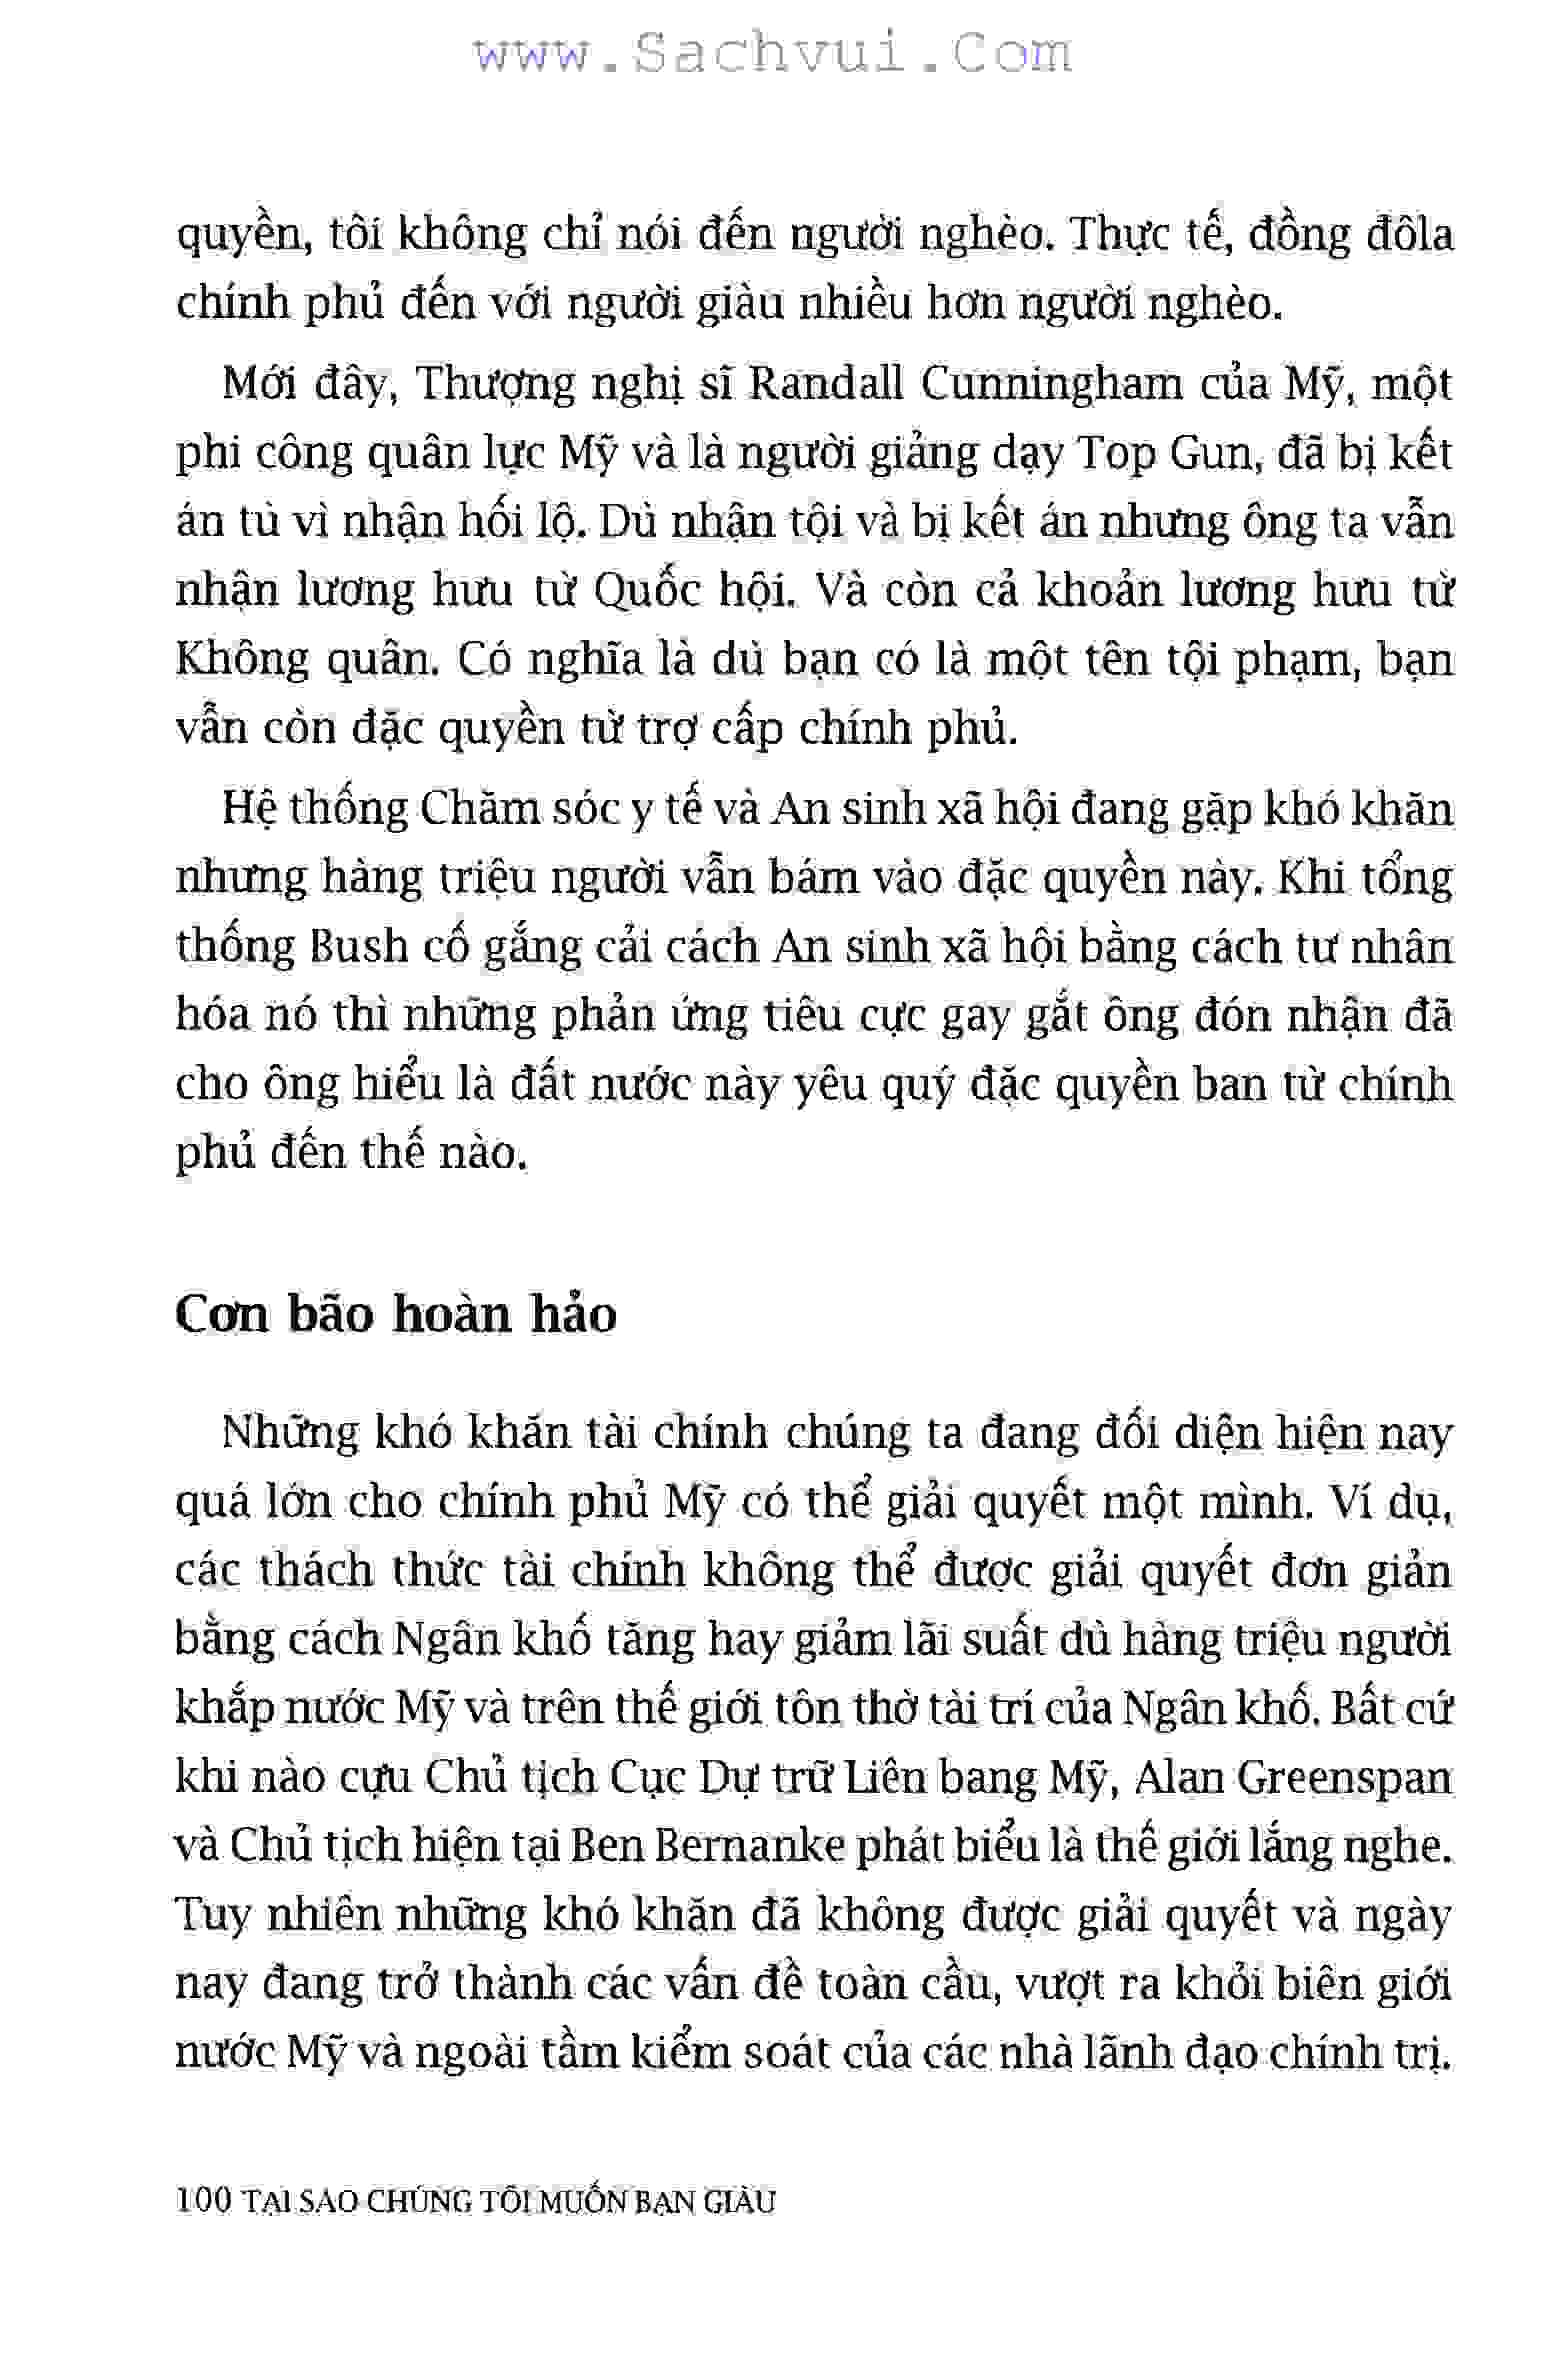 www.Sachvui.Com
quyền, tôi không chỉ nói đến người nghèo. Thực tế, đồng đôla
chính phủ đến với người giàu nhiều hơn người nghèo.
Mới đây, Thượng nghị sĩ Randall Cunningham của Mỹ, một
phi công quân lực Mỹ và là người giảng dạy Top Gun, đã bị kết
án tù vì nhận hối lộ. Dù nhận tội và bị kết án nhưng ông ta vẫn
nhận lương hưu từ Quốc hội. Và còn cả khoản lương hưu từ
Không quân. Có nghĩa là dù bạn có là một tên tội phạm, bạn
vẫn còn đặc quyền từ trợ cấp chính phủ.
Hệ thống Chăm sóc y tế và An sinh xã hội đang gặp khó khăn
nhưng hàng triệu người vẫn bám vào đặc quyền này. Khi tổng
thống Bush cố gắng cải cách An sinh xã hội bằng cách tư nhân
hóa nó thì những phản ứng tiêu cực gay gắt ông đón nhận đã
cho ông hiểu là đất nước này yêu quý đặc quyền ban từ chính
phủ đến thế nào.
Cơn bão hoàn hảo
Những khó khăn tài chính chúng ta đang đối diện hiện nay
quá lớn cho chính phủ Mỹ có thể giải quyết một mình. Ví dụ,
các thách thức tài chính không thể được giải quyết đơn giản
bằng cách Ngân khố tăng hay giảm lãi suất dù hàng triệu người
khắp nước Mỹ và trên thế giới tôn thờ tài trí của Ngân khố. Bất cứ
khi nào cựu Chủ tịch Cục Dự trữ Liên bang Mỹ, Alan Greenspan
và Chủ tịch hiện tại Ben Bernanke phát biểu là thế giới lắng nghe.
Tuy nhiên những khó khăn đã không được giải quyết và ngày
nay đang trở thành các vấn đề toàn cầu, vượt ra khỏi biên giới
nước Mỹ và ngoài tầm kiểm soát của các nhà lãnh đạo chính trị.
100 TẠI SAO CHÚNG TÔI MUỐN BẠN GIÀU